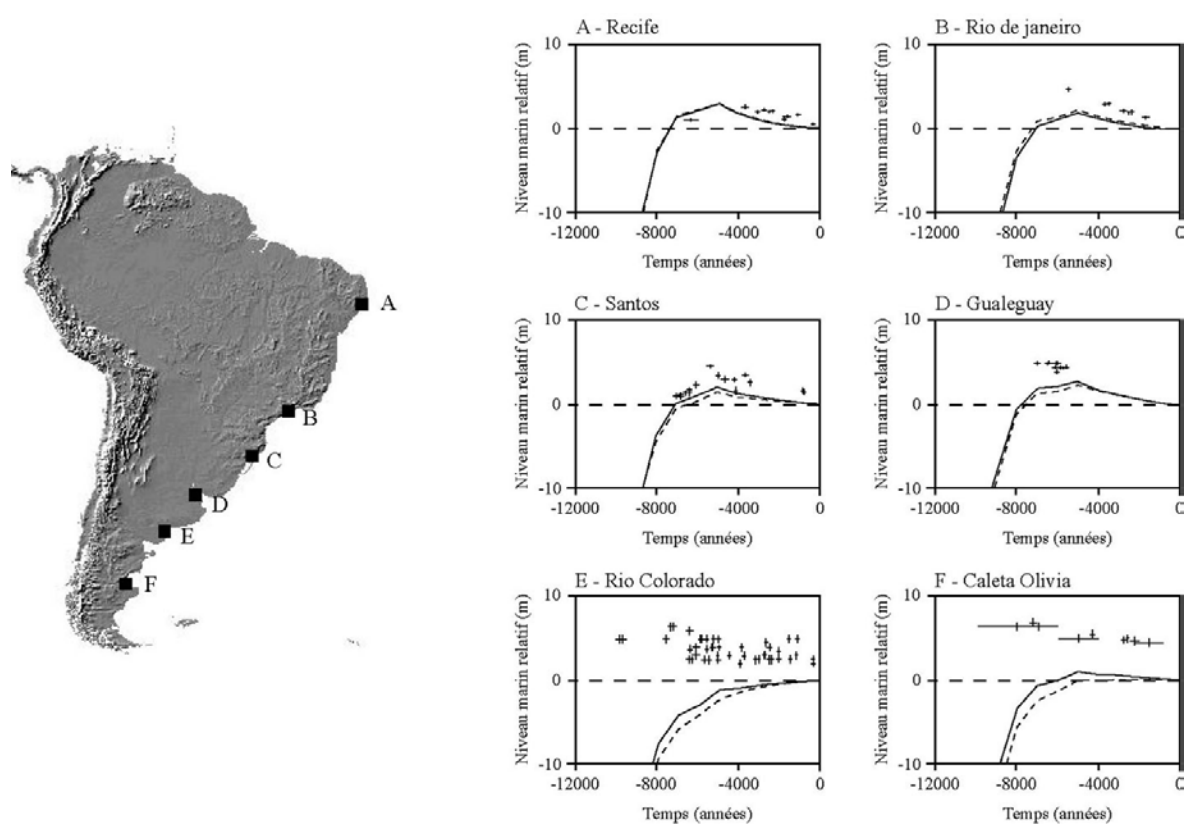 A
B
C
D
E
F
A - Recife
Niveau marin relatif (m)
10
0
-10
-12000 -8000 -4000 0
Temps (années)
B - Rio de janeiro
Niveau marin relatif (m)
10
0
-10
-12000 -8000 -4000 0
Temps (années)
C - Santos
Niveau marin relatif (m)
10
0
-10
-12000 -8000 -4000 0
Temps (années)
D - Gualeguay
Niveau marin relatif (m)
10
0
-10
-12000 -8000 -4000 0
Temps (années)
E - Rio Colorado
Niveau marin relatif (m)
10
0
-10
-12000 -8000 -4000 0
Temps (années)
F - Caleta Olivia
Niveau marin relatif (m)
10
0
-10
-12000 -8000 -4000 0
Temps (années)